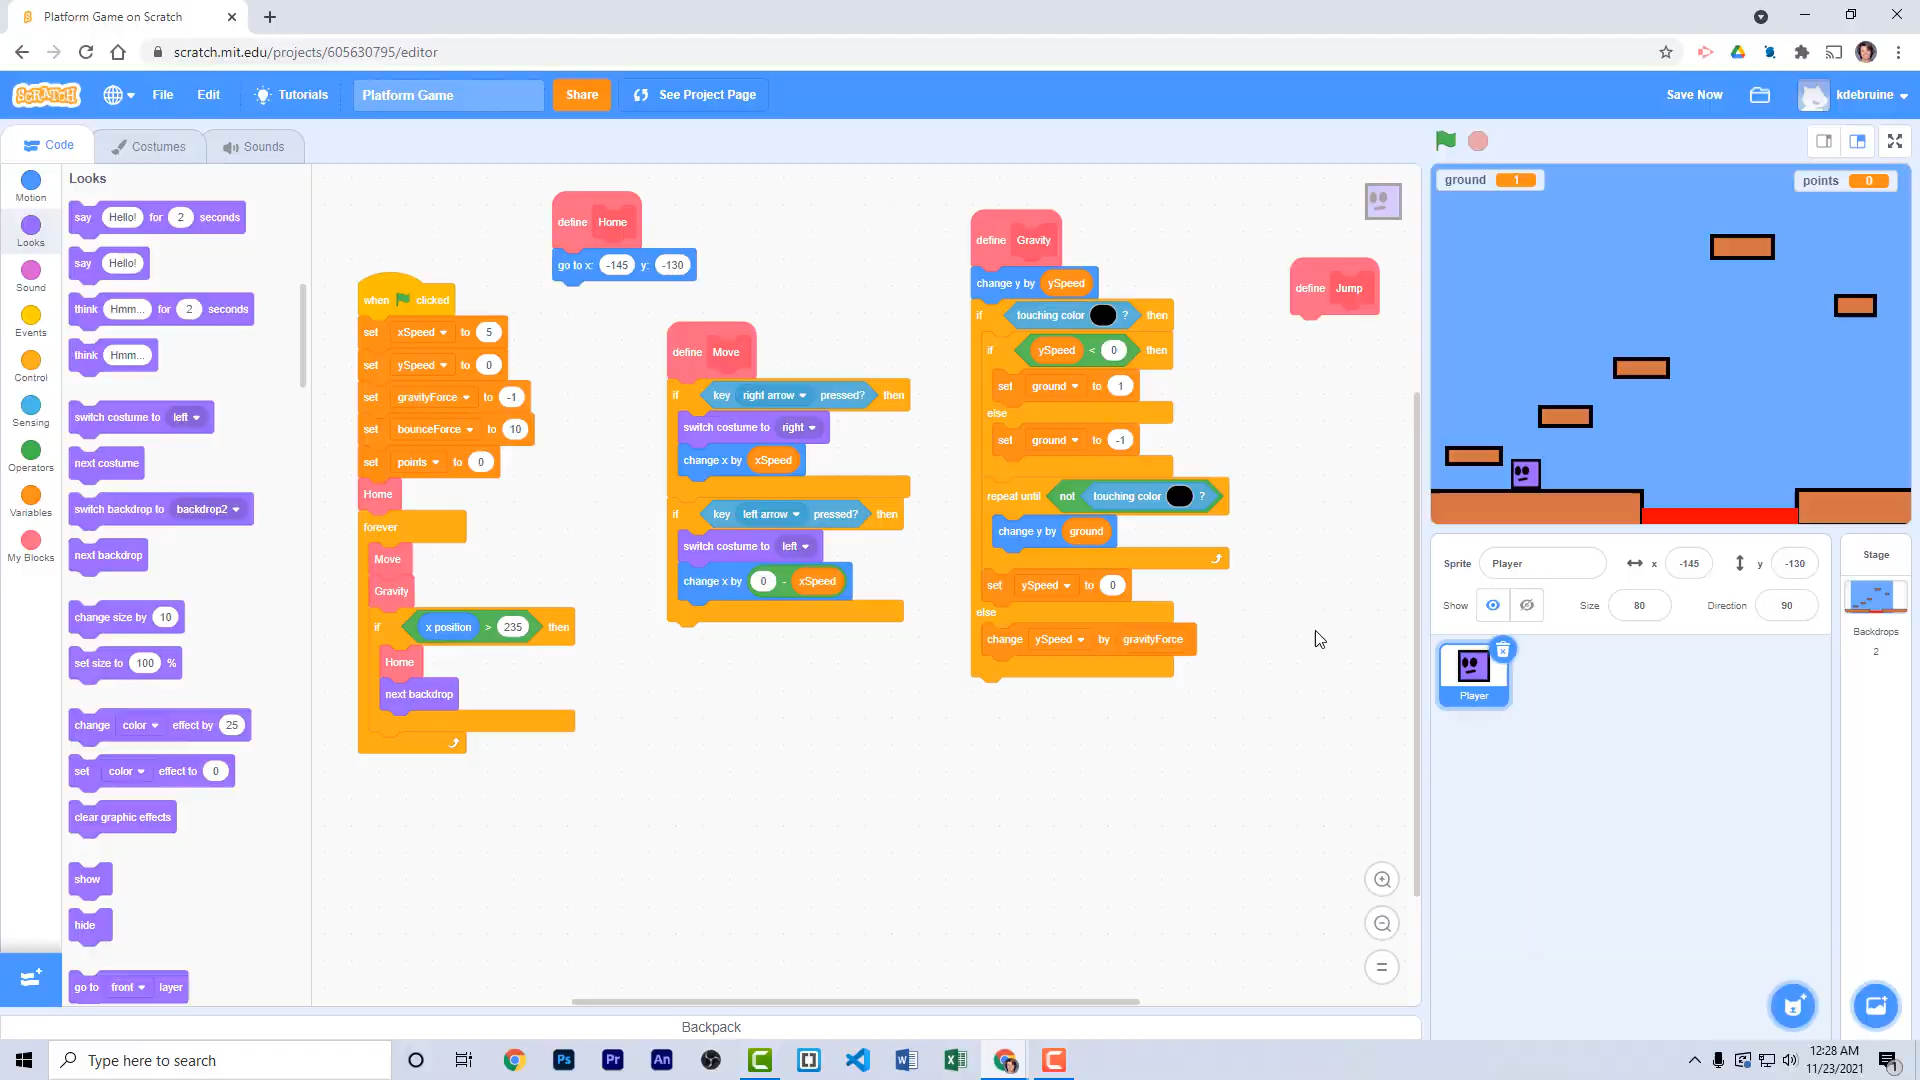 Platform Game on Scratch
scratch.mit.edu/projects/605630795/editor
SCRATCH
File
Edit
Tutorials
Platform Game
Share
See Project Page
Save Now
kdebruine
Code
Costumes
Sounds
Motion
Looks
Sound
Events
Control
Sensing
Operators
Variables
My Blocks
Looks
say Hello! for 2 seconds
say Hello!
think Hmm... for 2 seconds
think Hmm...
switch costume to left
next costume
switch backdrop to backdrop2
next backdrop
change size by 10
set size to 100 %
change color effect by 25
set color effect to 0
clear graphic effects
show
hide
go to front layer
when clicked
set xSpeed to 5
set ySpeed to 0
set gravityForce to -1
set bounceForce to 10
set points to 0
Home
forever
Move
Gravity
if x position > 235 then
Home
next backdrop
define Home
go to x: -145 y: -130
define Move
if key right arrow pressed? then
switch costume to right
change x by xSpeed
if key left arrow pressed? then
switch costume to left
change x by 0 - xSpeed
define Gravity
change y by ySpeed
if touching color ? then
if ySpeed < 0 then
set ground to 1
else
set ground to -1
repeat until not touching color ?
change y by ground
set ySpeed to 0
else
change ySpeed by gravityForce
define Jump
ground 1
points 0
Sprite Player x -145 y -130
Show Size 80 Direction 90
Player
Stage
Backdrops
2
Backpack
Type here to search
Ps
Pr
An
12:28 AM
11/23/2021
1